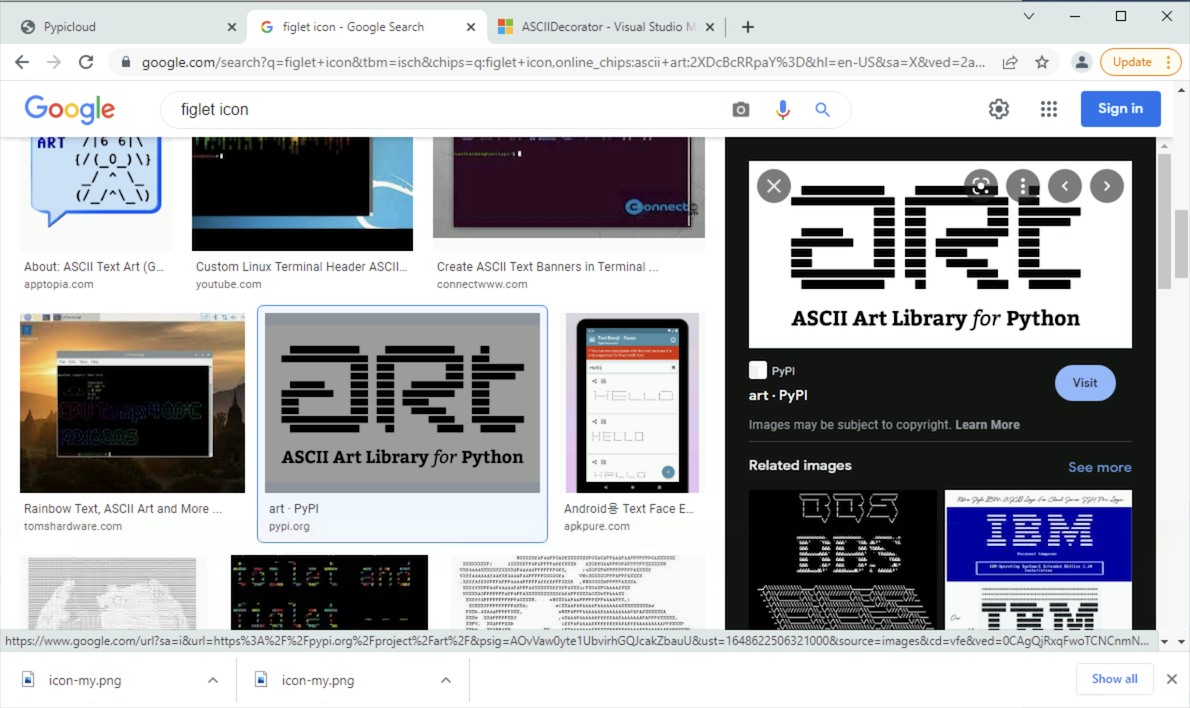 Pypicloud
figlet icon - Google Search
ASCIIDecorator - Visual Studio M
google.com/search?q=figlet+icon&tbm=isch&chips=q:figlet+icon,online_chips:ascii+art:2XDcBcRRpaY%3D&hl=en-US&sa=X&ved=2a...
Update
Google
figlet icon
Sign in
ART
Connect
About: ASCII Text Art (G...
apptopia.com
Custom Linux Terminal Header ASCII...
youtube.com
Create ASCII Text Banners in Terminal ...
connectwww.com
art
ASCII Art Library for Python
PyPI
art · PyPI
Visit
Images may be subject to copyright. Learn More
Related images
See more
art
ASCII Art Library for Python
Hello
HELLO
HELLO
HELLO
Rainbow Text, ASCII Art and More ...
tomshardware.com
art · PyPI
pypi.org
Android용 Text Face E...
apkpure.com
toilet and
figlet ---
IBM
IBM
https://www.google.com/url?sa=i&url=https%3A%2F%2Fpypi.org%2Fproject%2Fart%2F&psig=AOvVaw0yte1UbvirhGQJcakZbauU&ust=1648622506321000&source=images&cd=vfe&ved=0CAgQjRxqFwoTCNCnmN...
icon-my.png
icon-my.png
Show all